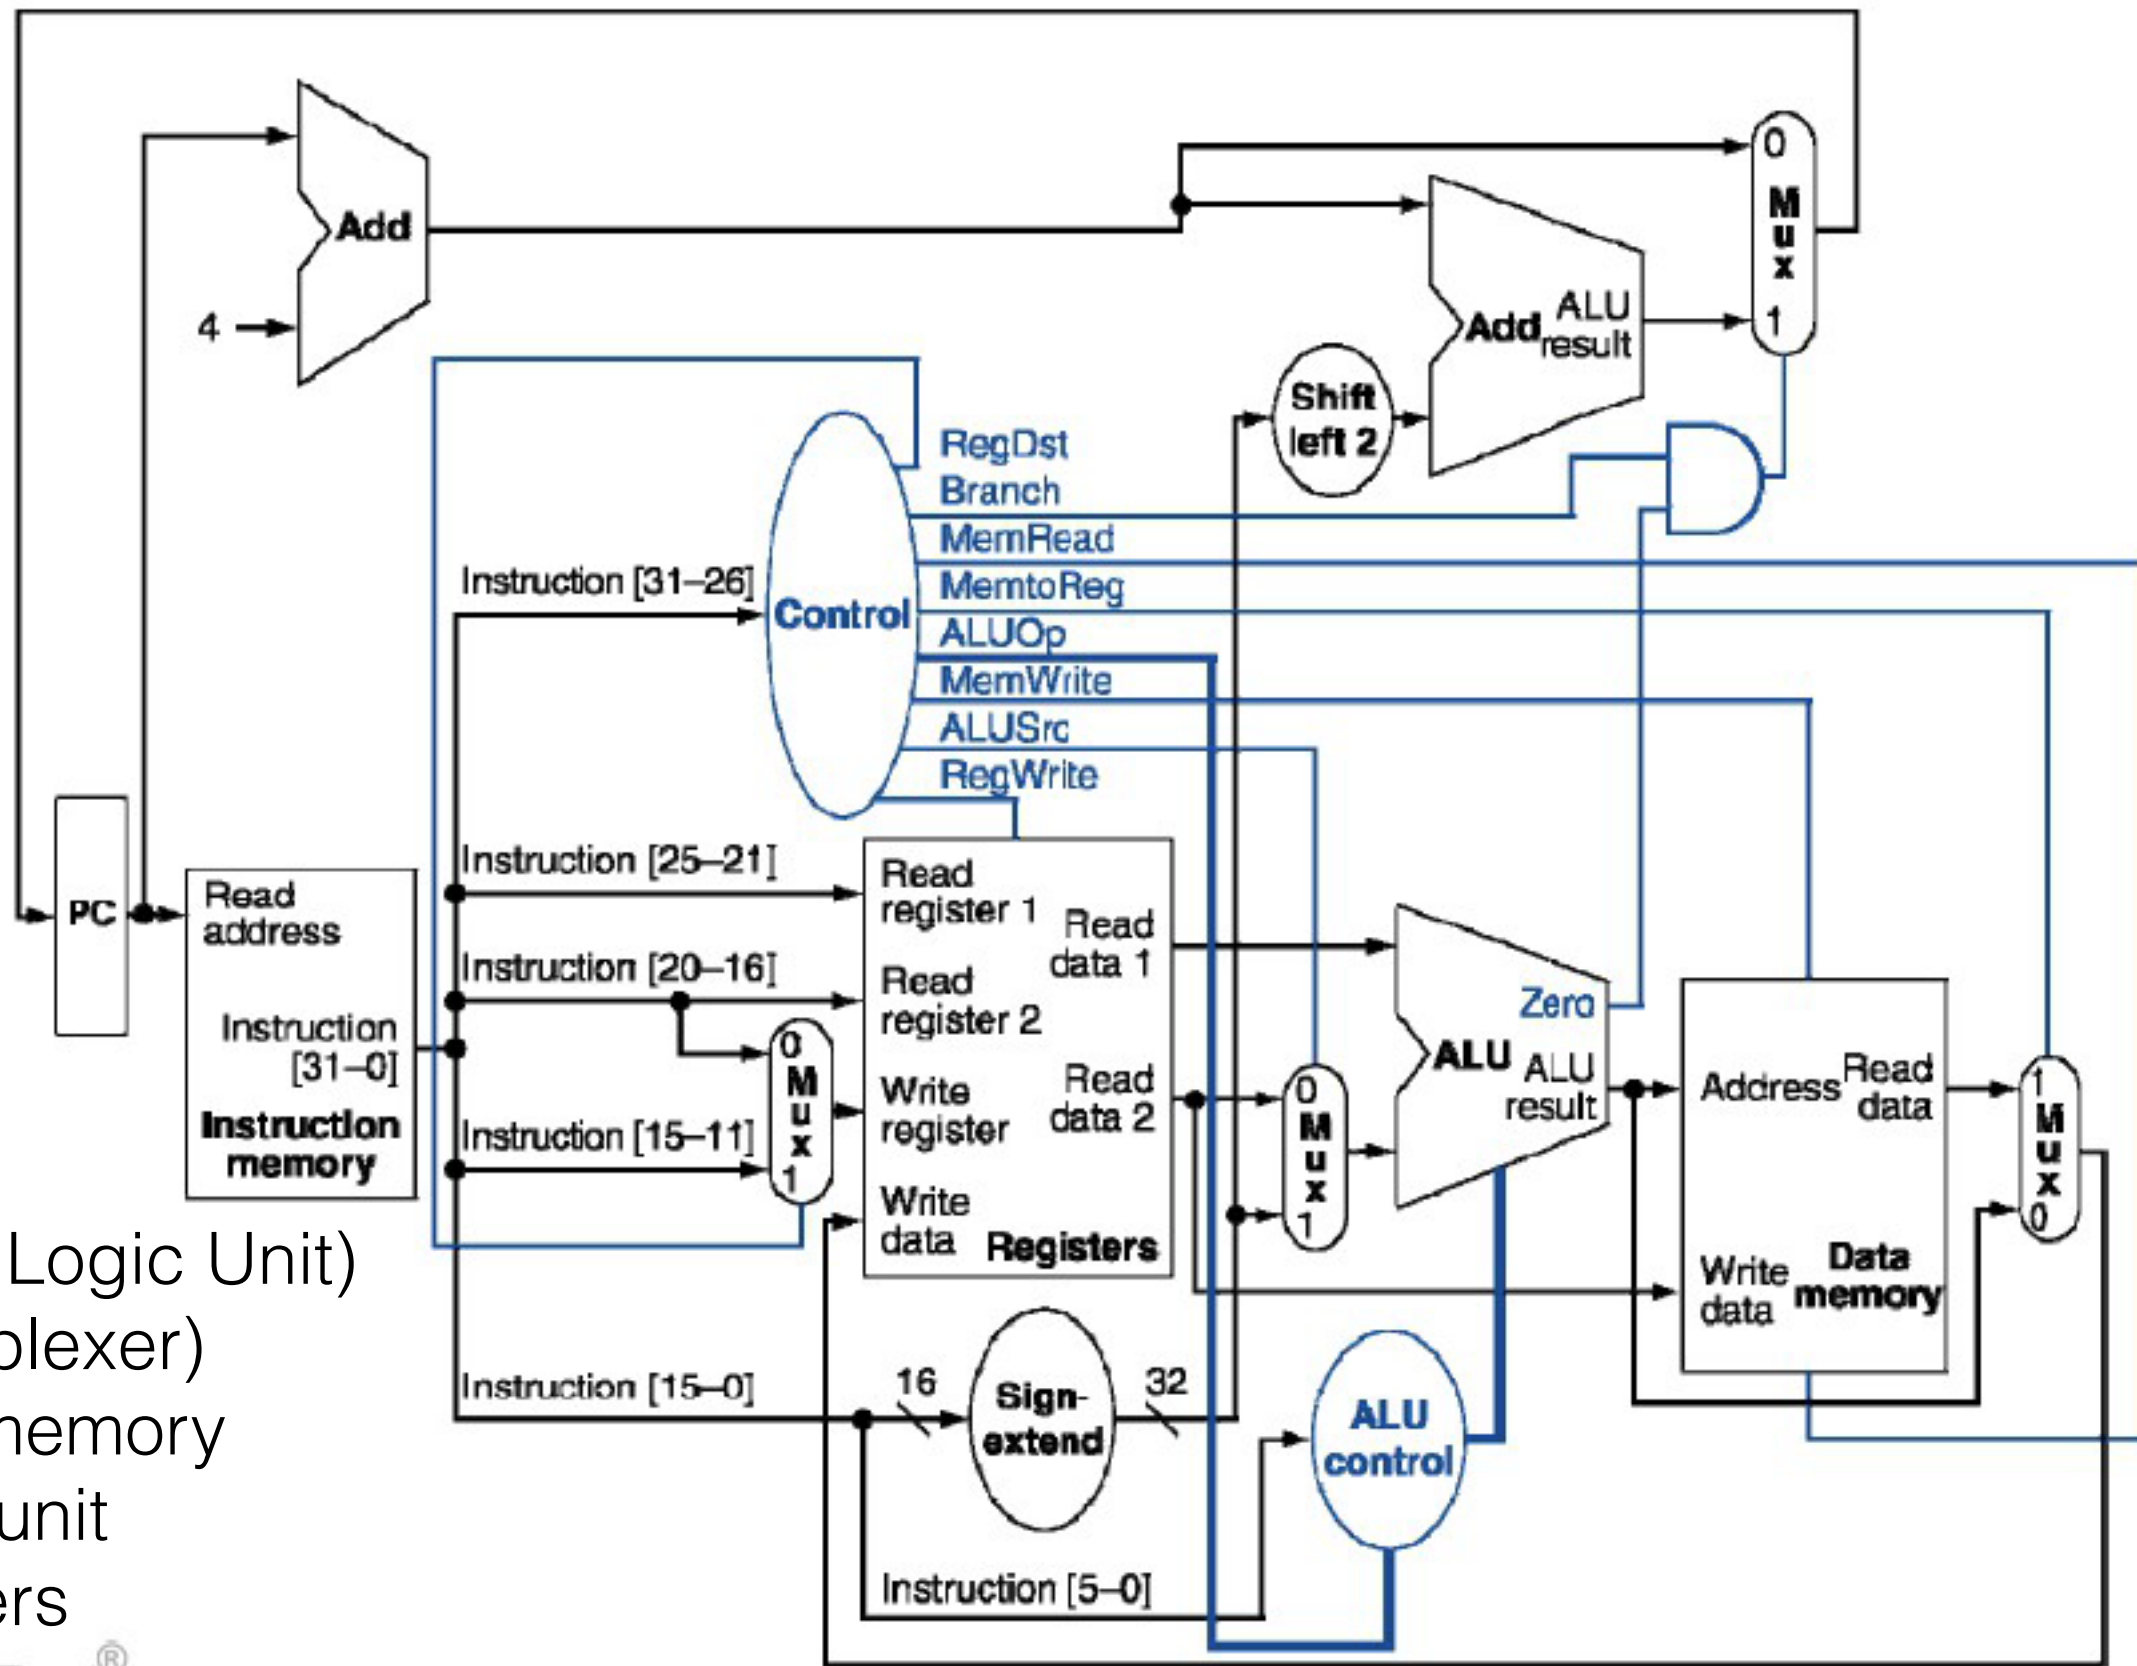 Add
4
0
M
u
x
1
Add
ALU
result
Shift
left 2
RegDst
Branch
MemRead
MemtoReg
ALUOp
MemWrite
ALUSrc
RegWrite
Control
Instruction [31–26]
Instruction [25–21]
Instruction [20–16]
Instruction [15–11]
Instruction [15–0]
Instruction [5–0]
PC
Read
address
Instruction
[31–0]
Instruction
memory
0
M
u
x
1
Read
register 1
Read
register 2
Write
register
Write
data
Read
data 1
Read
data 2
Registers
0
M
u
x
1
Zero
ALU
ALU
result
Address
Read
data
Write
data
Data
memory
1
M
u
x
0
16
Sign-
extend
32
ALU
control
Logic Unit)
plexer)
memory
unit
ers
®